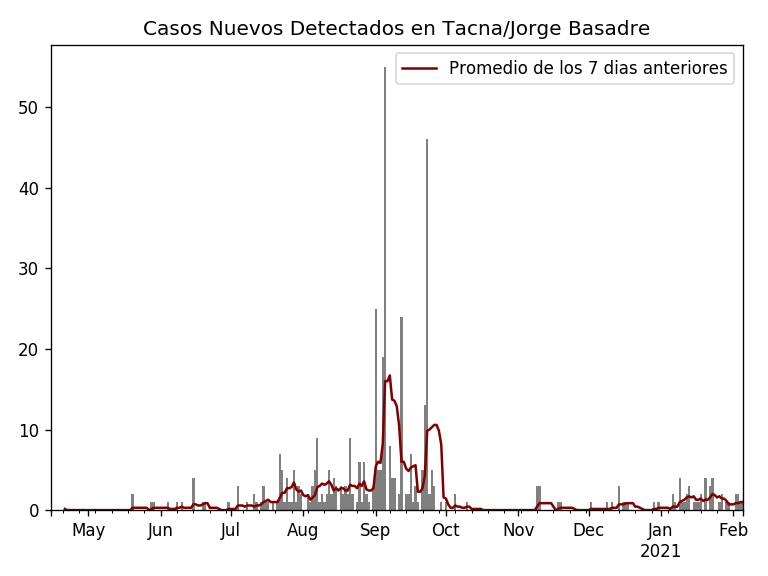 Casos Nuevos Detectados en Tacna/Jorge Basadre
Promedio de los 7 dias anteriores
50
40
30
20
10
0
May Jun Jul Aug Sep Oct Nov Dec Jan Feb
2021